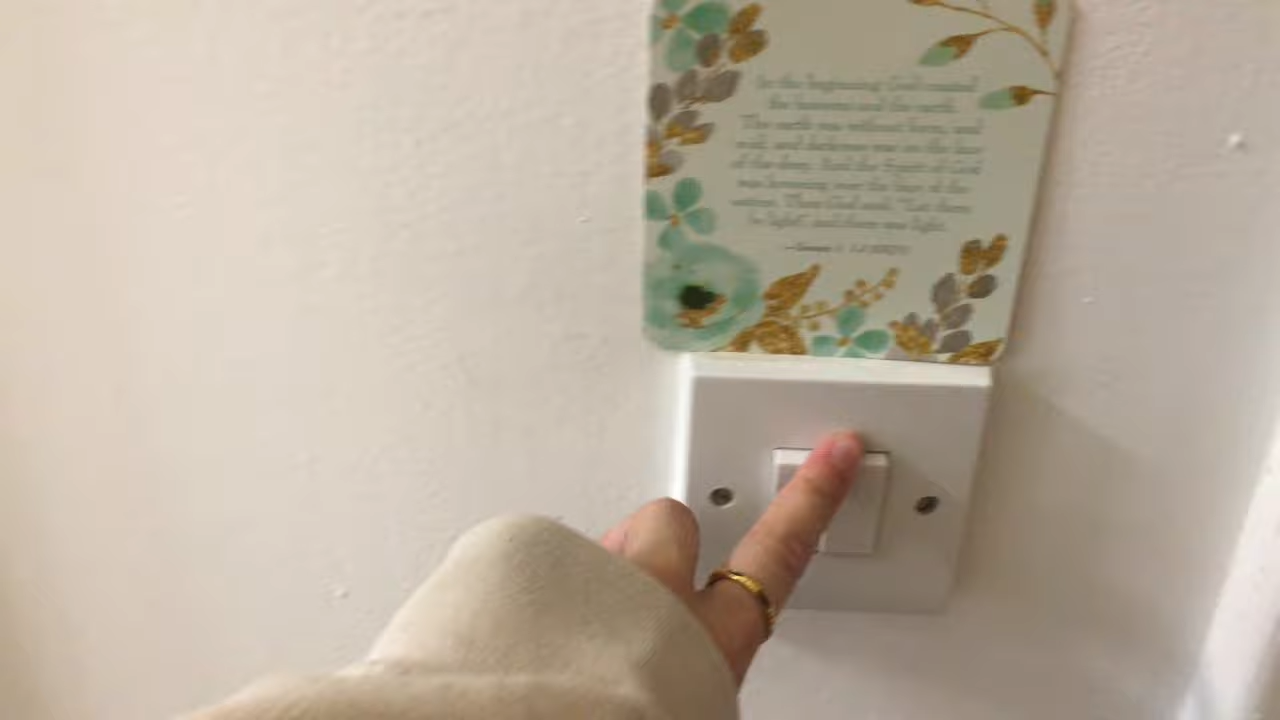 In the beginning God created
the heavens and the earth.
The earth was without form, and
void; and darkness was on the face
of the deep. And the Spirit of God
was hovering over the face of the
waters. Then God said, "Let there
be light"; and there was light.
—Genesis 1: